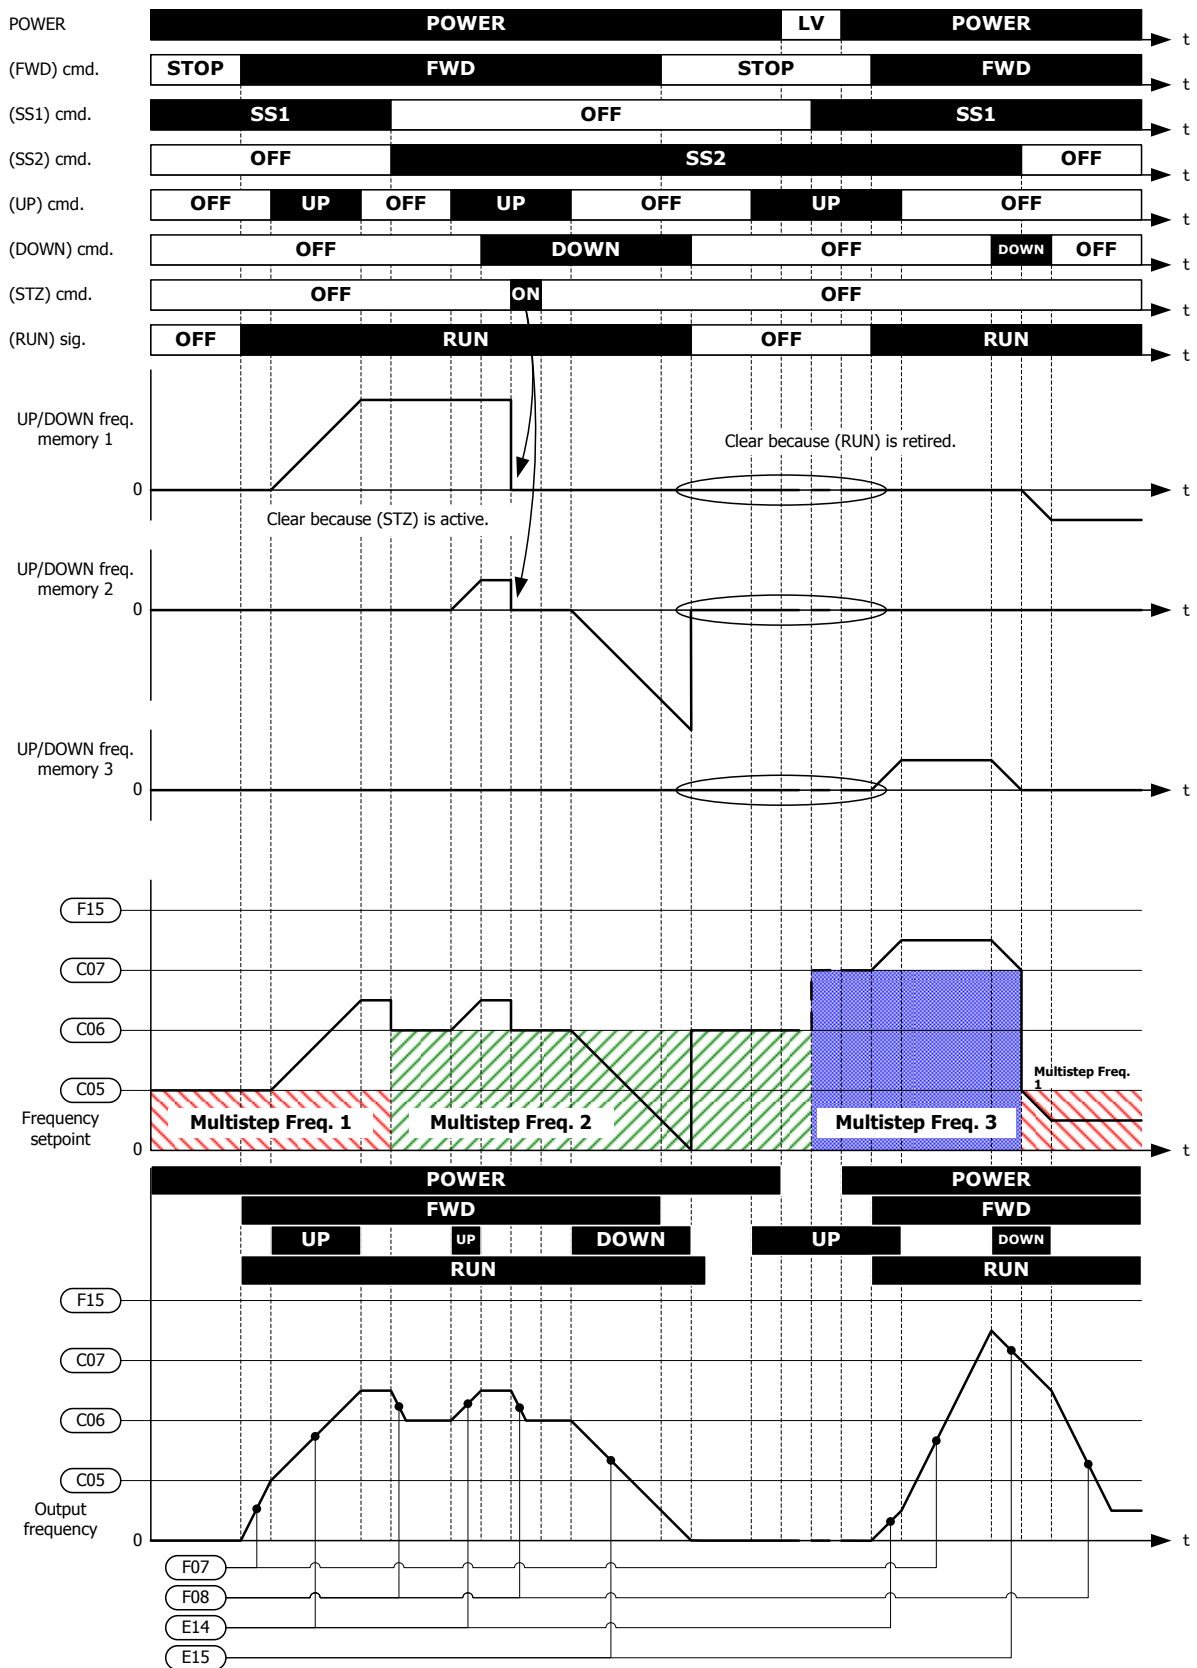 POWER POWER LV POWER t
(FWD) cmd. STOP FWD STOP FWD t
(SS1) cmd. SS1 OFF SS1 t
(SS2) cmd. OFF SS2 OFF t
(UP) cmd. OFF UP OFF UP OFF UP OFF t
(DOWN) cmd. OFF DOWN OFF DOWN OFF t
(STZ) cmd. OFF ON OFF t
(RUN) sig. OFF RUN OFF RUN t
UP/DOWN freq.
memory 1
Clear because (RUN) is retired.
0 t
Clear because (STZ) is active.
UP/DOWN freq.
memory 2
0 t
UP/DOWN freq.
memory 3
0 t
F15
C07
C06
C05
Multistep Freq.
1
Frequency
setpoint
Multistep Freq. 1 Multistep Freq. 2 Multistep Freq. 3
0 t
POWER POWER
FWD FWD
UP UP DOWN UP DOWN
RUN RUN
F15
C07
C06
C05
Output
frequency
0 t
F07
F08
E14
E15